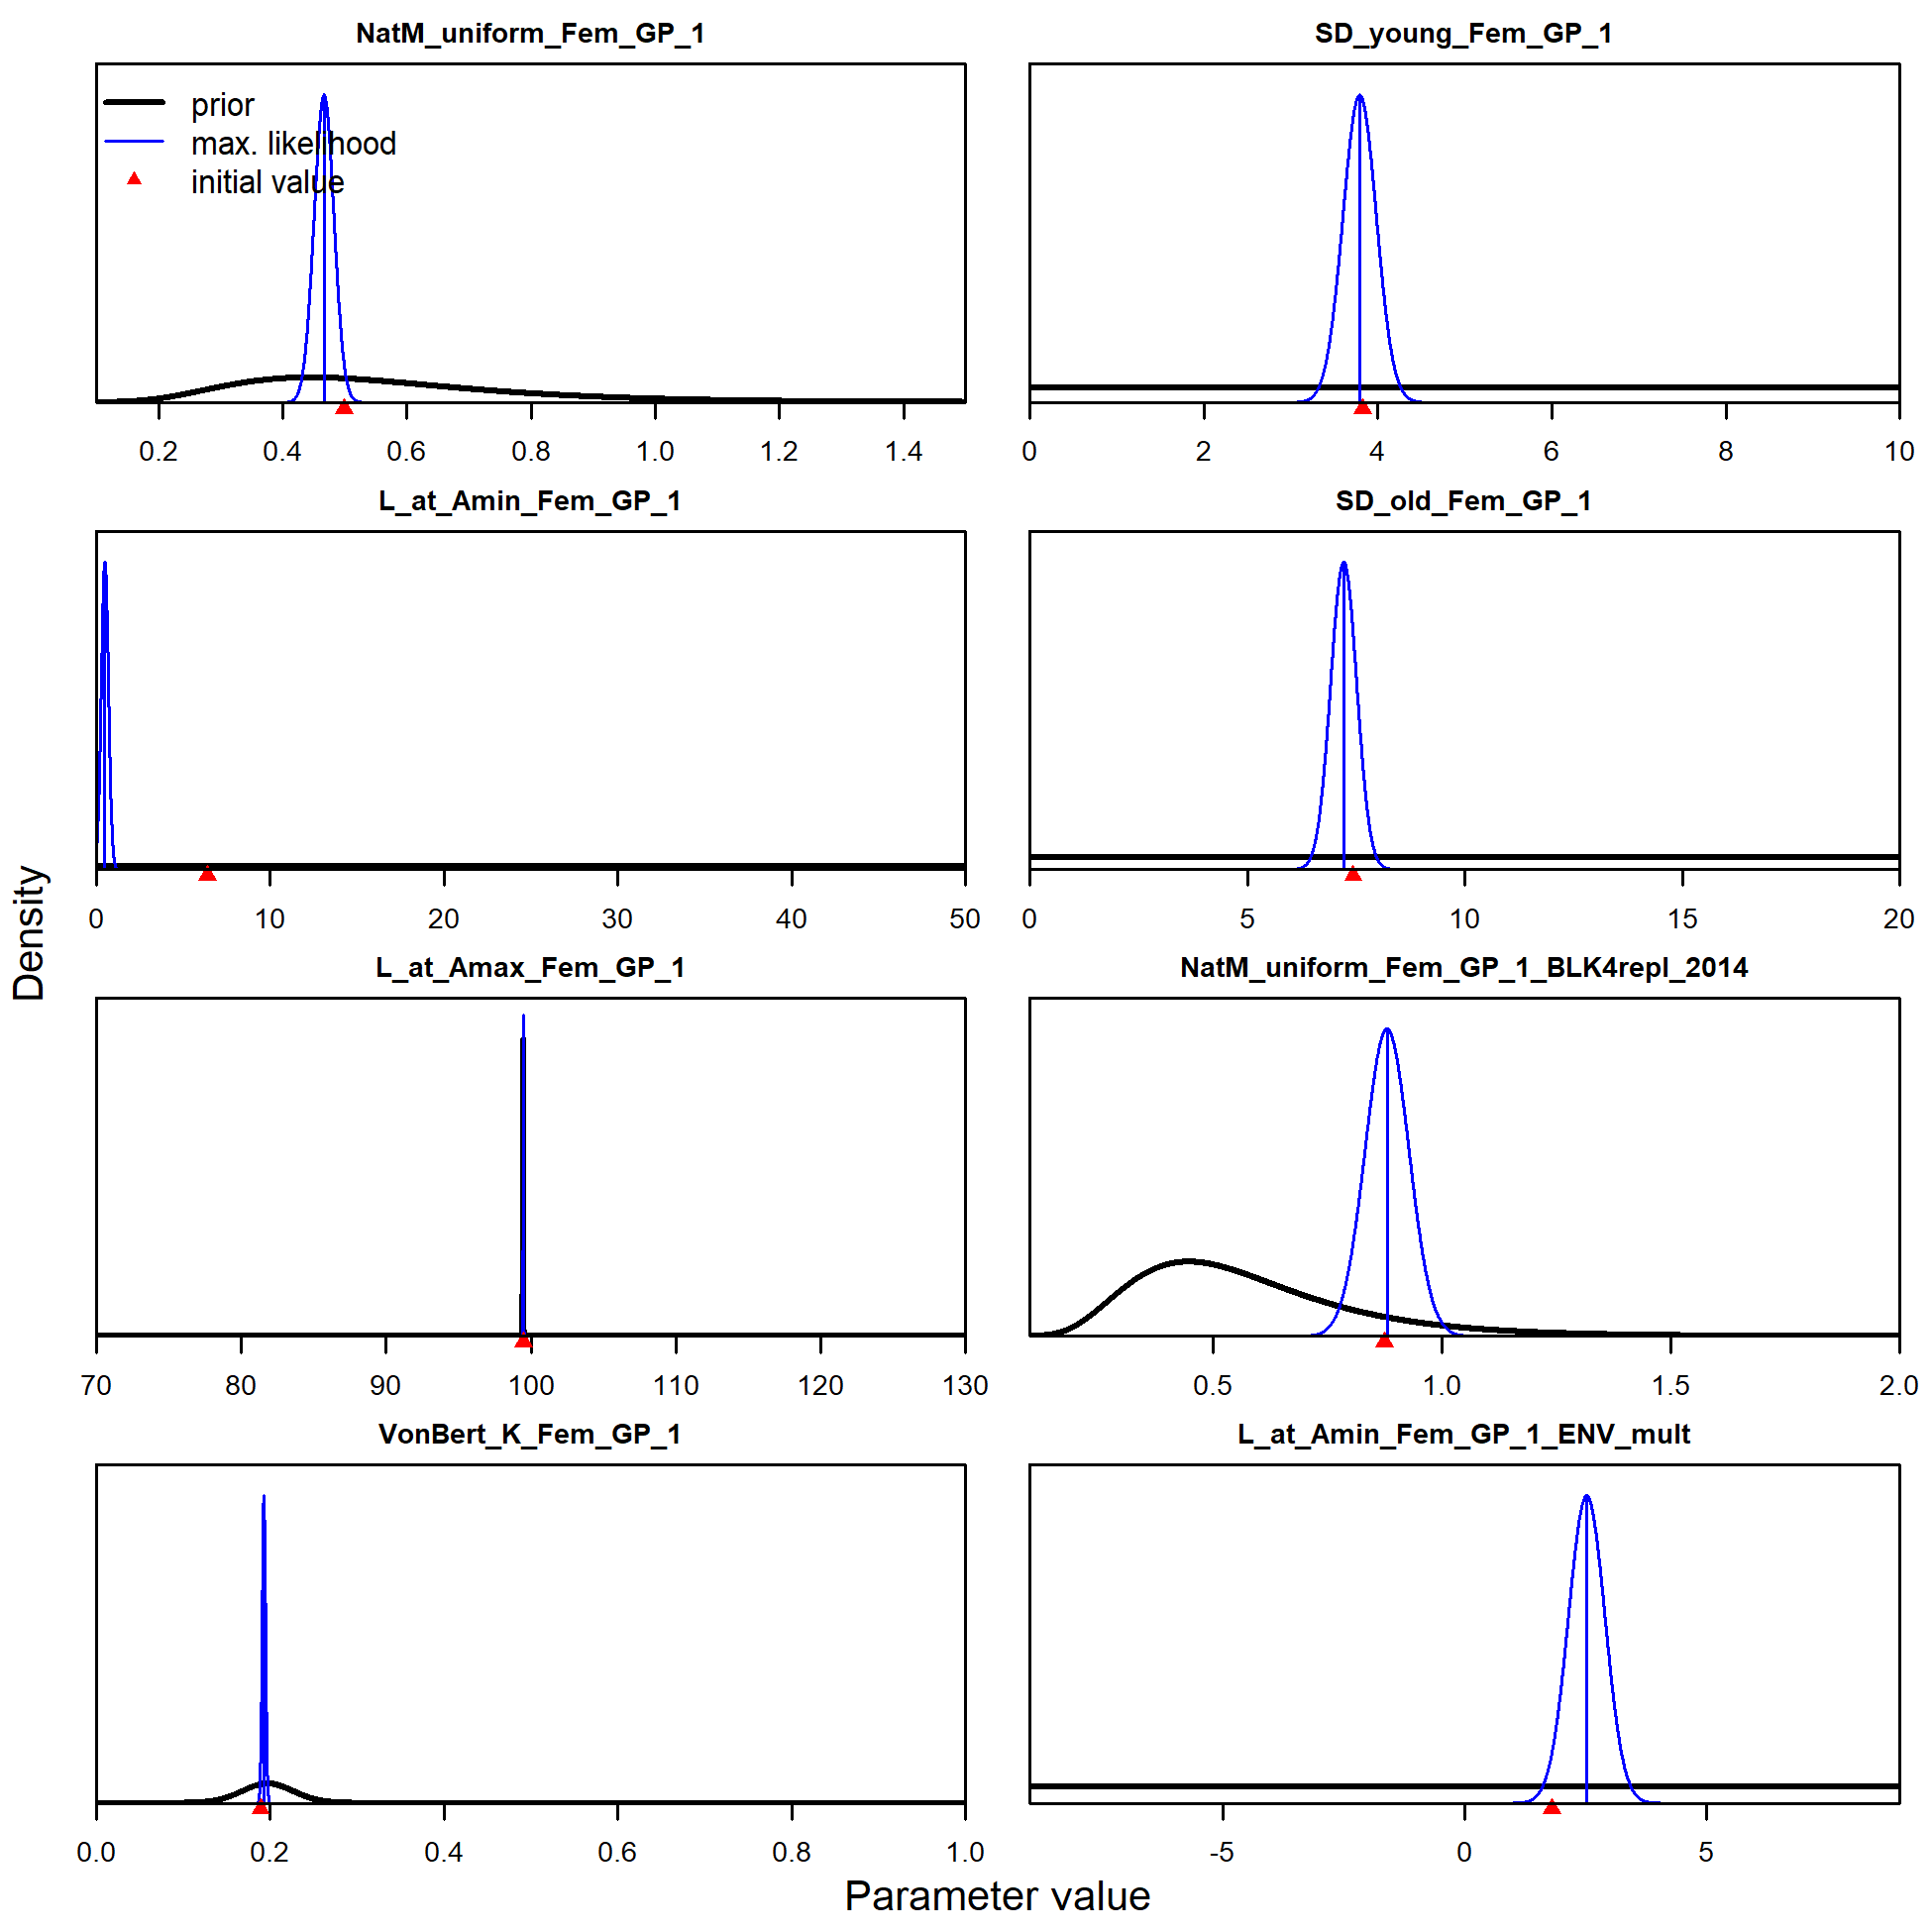 NatM_uniform_Fem_GP_1
prior
max. likelihood
initial value
0.2 0.4 0.6 0.8 1.0 1.2 1.4
SD_young_Fem_GP_1
0 2 4 6 8 10
L_at_Amin_Fem_GP_1
0 10 20 30 40 50
SD_old_Fem_GP_1
0 5 10 15 20
L_at_Amax_Fem_GP_1
70 80 90 100 110 120 130
NatM_uniform_Fem_GP_1_BLK4repl_2014
0.5 1.0 1.5 2.0
VonBert_K_Fem_GP_1
0.0 0.2 0.4 0.6 0.8 1.0
L_at_Amin_Fem_GP_1_ENV_mult
-5 0 5
Density
Parameter value